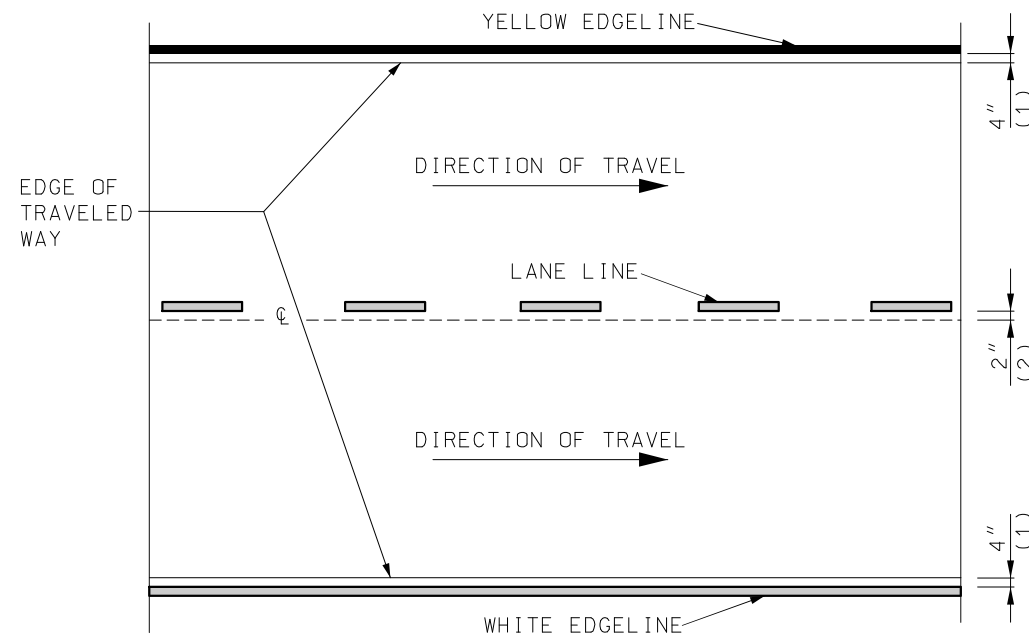 YELLOW EDGELINE
4"
(1)
DIRECTION OF TRAVEL
EDGE OF
TRAVELED
WAY
LANE LINE
℄
2"
(2)
DIRECTION OF TRAVEL
4"
(1)
WHITE EDGELINE